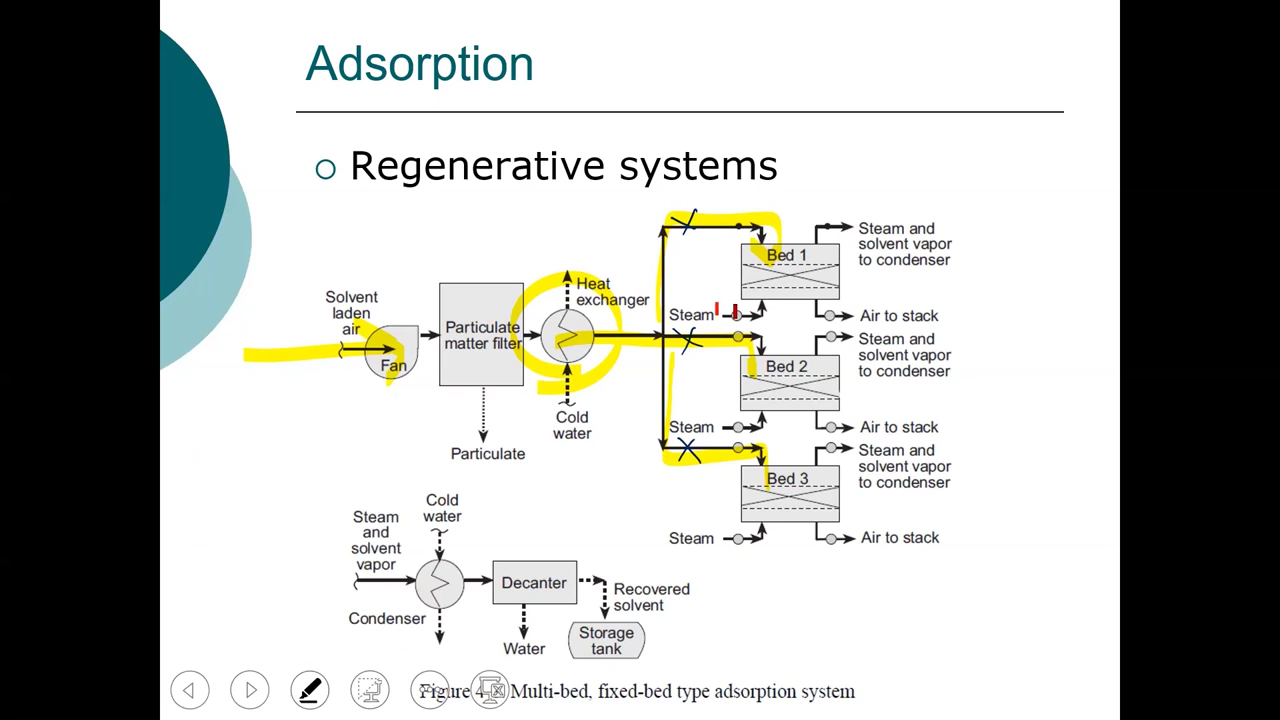 Adsorption
Regenerative systems
Solvent
laden
air
Fan
Particulate
matter filter
Particulate
Heat
exchanger
Cold
water
Steam
Bed 1
Steam and
solvent vapor
to condenser
Air to stack
Steam
Bed 2
Steam and
solvent vapor
to condenser
Air to stack
Steam
Bed 3
Steam and
solvent vapor
to condenser
Air to stack
Steam
and
solvent
vapor
Cold
water
Condenser
Decanter
Water
Recovered
solvent
Storage
tank
Figure 4 Multi-bed, fixed-bed type adsorption system